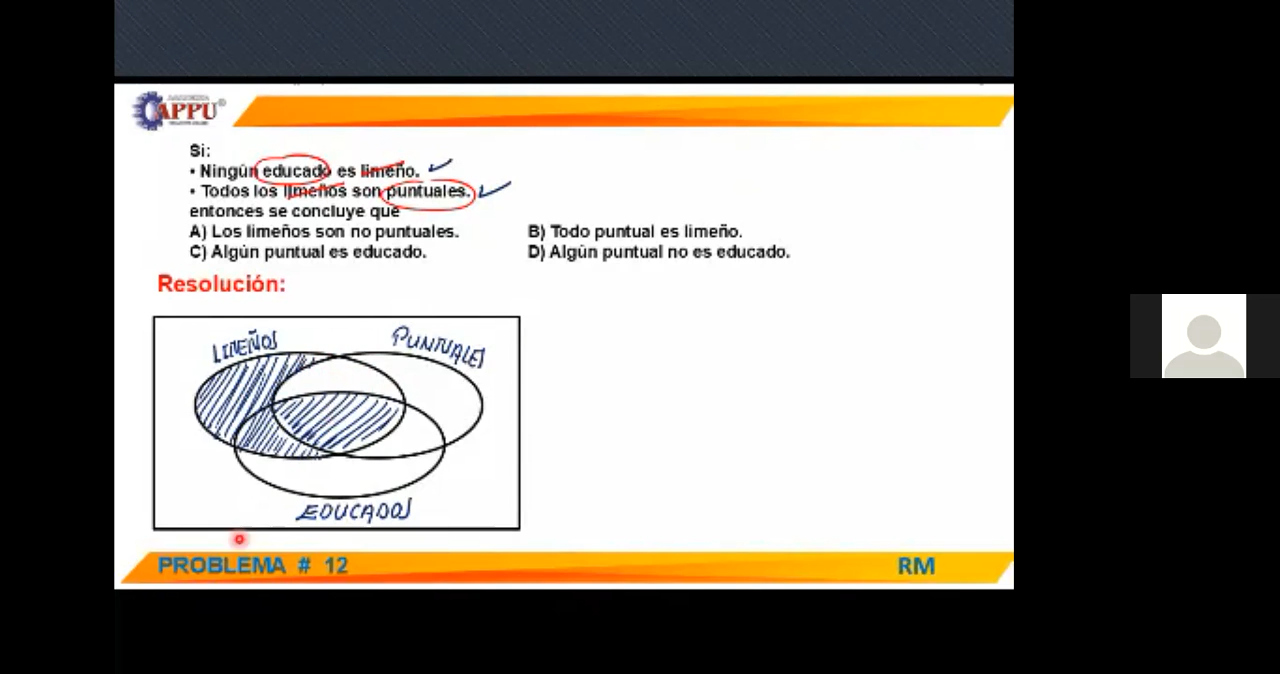 APPU
Si:
• Ningún educado es limeño.
• Todos los limeños son puntuales.
entonces se concluye que
A) Los limeños son no puntuales. B) Todo puntual es limeño.
C) Algún puntual es educado. D) Algún puntual no es educado.
Resolución:
LIMEÑOS PUNTUALES
EDUCADOS
PROBLEMA # 12 RM